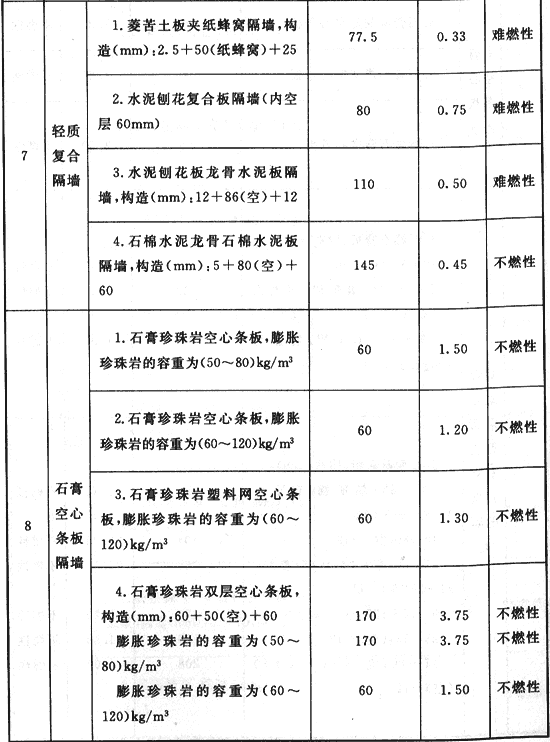 7
轻质
复合
隔墙
1.菱苦土板夹纸蜂窝隔墙,构
造(mm):2.5+50(纸蜂窝)+25
77.5
0.33
难燃性
2.水泥刨花复合板隔墙(内空
层60mm)
80
0.75
难燃性
3.水泥刨花板龙骨水泥板隔
墙,构造(mm):12+86(空)+12
110
0.50
难燃性
4.石棉水泥龙骨石棉水泥板
隔墙,构造(mm):5+80(空)+
60
145
0.45
不燃性
8
石膏
空心
条板
隔墙
1.石膏珍珠岩空心条板,膨胀
珍珠岩的容重为(50～80)kg/m³
60
1.50
不燃性
2.石膏珍珠岩空心条板,膨胀
珍珠岩的容重为(60～120)kg/m³
60
1.20
不燃性
3.石膏珍珠岩塑料网空心条
板,膨胀珍珠岩的容重为(60～
120)kg/m³
60
1.30
不燃性
4.石膏珍珠岩双层空心条板,
构造(mm):60+50(空)+60
170
3.75
不燃性
膨胀珍珠岩的容重为(50～
80)kg/m³
170
3.75
不燃性
膨胀珍珠岩的容重为(60～
120)kg/m³
60
1.50
不燃性